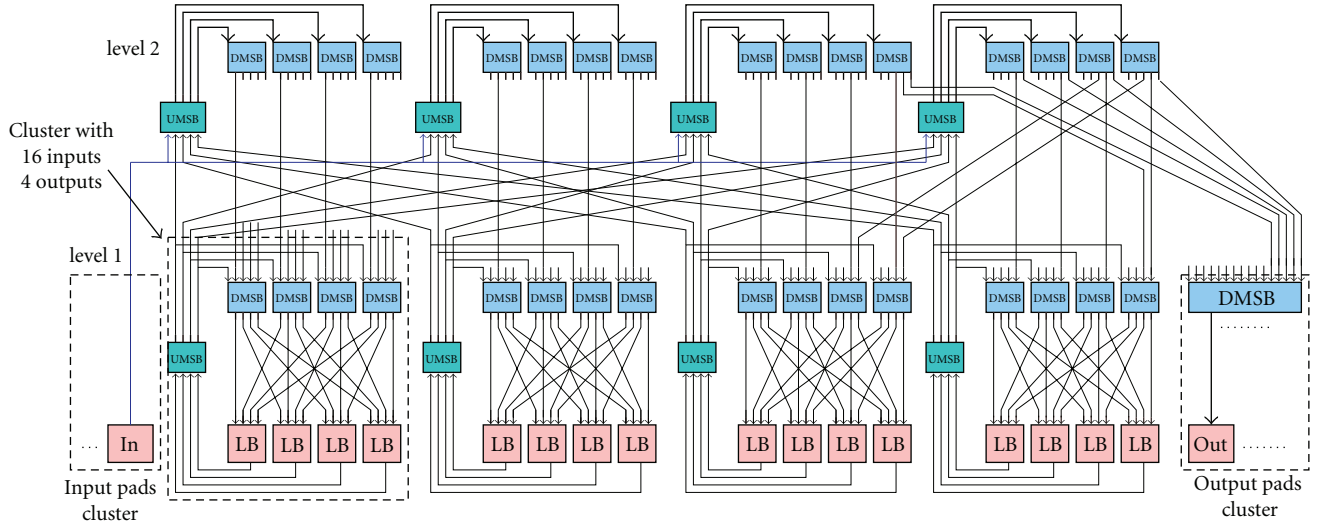 level 2
DMSB DMSB DMSB DMSB
DMSB DMSB DMSB DMSB
DMSB DMSB DMSB DMSB
DMSB DMSB DMSB DMSB
UMSB
UMSB
UMSB
UMSB
Cluster with
16 inputs
4 outputs
level 1
DMSB DMSB DMSB DMSB
DMSB DMSB DMSB DMSB
DMSB DMSB DMSB DMSB
DMSB DMSB DMSB DMSB
DMSB
........
UMSB
UMSB
UMSB
UMSB
... In
LB LB LB LB
LB LB LB LB
LB LB LB LB
LB LB LB LB
Out .......
Input pads
cluster
Output pads
cluster